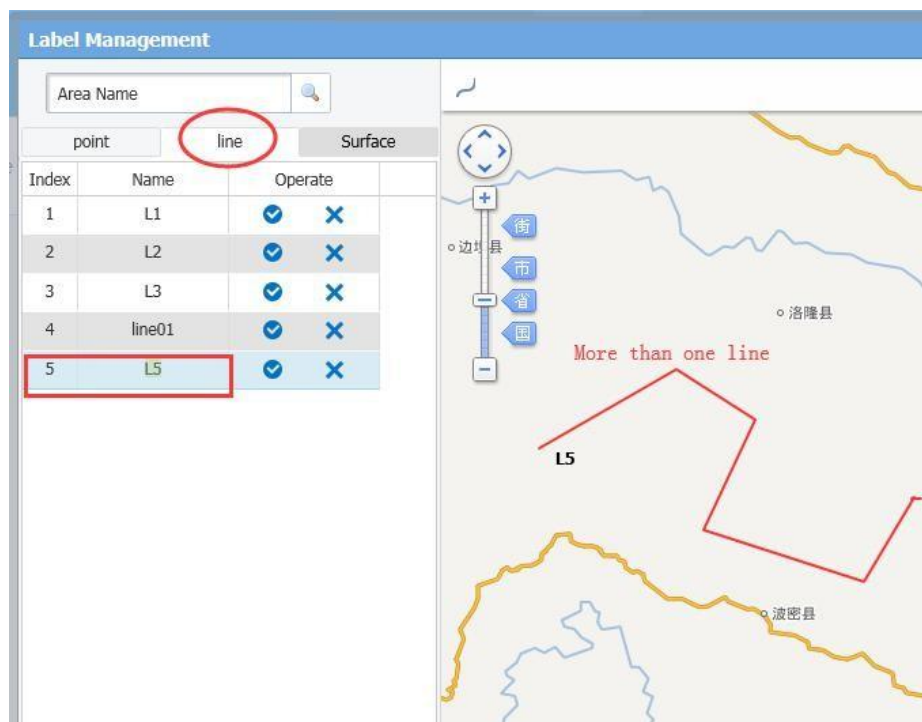 Label Management
Area Name
point line Surface
Index Name Operate
1 L1
2 L2
3 L3
4 line01
5 L5
街
市
省
国
县
洛隆县
More than one line
L5
波密县